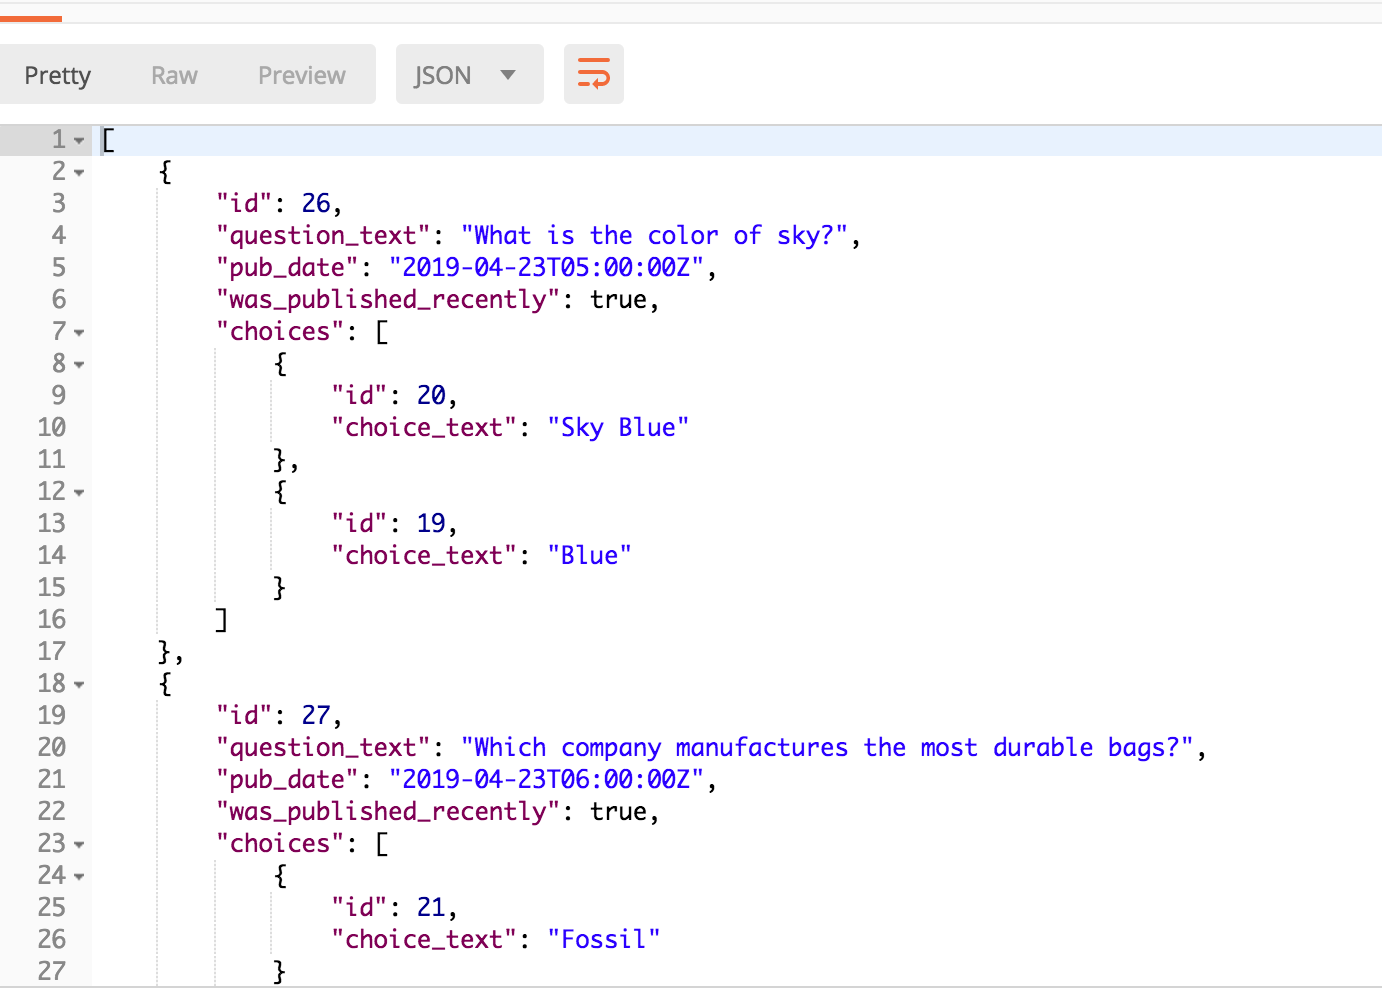 Pretty Raw Preview JSON
1 [
2 {
3 "id": 26,
4 "question_text": "What is the color of sky?",
5 "pub_date": "2019-04-23T05:00:00Z",
6 "was_published_recently": true,
7 "choices": [
8 {
9 "id": 20,
10 "choice_text": "Sky Blue"
11 },
12 {
13 "id": 19,
14 "choice_text": "Blue"
15 }
16 ]
17 },
18 {
19 "id": 27,
20 "question_text": "Which company manufactures the most durable bags?",
21 "pub_date": "2019-04-23T06:00:00Z",
22 "was_published_recently": true,
23 "choices": [
24 {
25 "id": 21,
26 "choice_text": "Fossil"
27 }